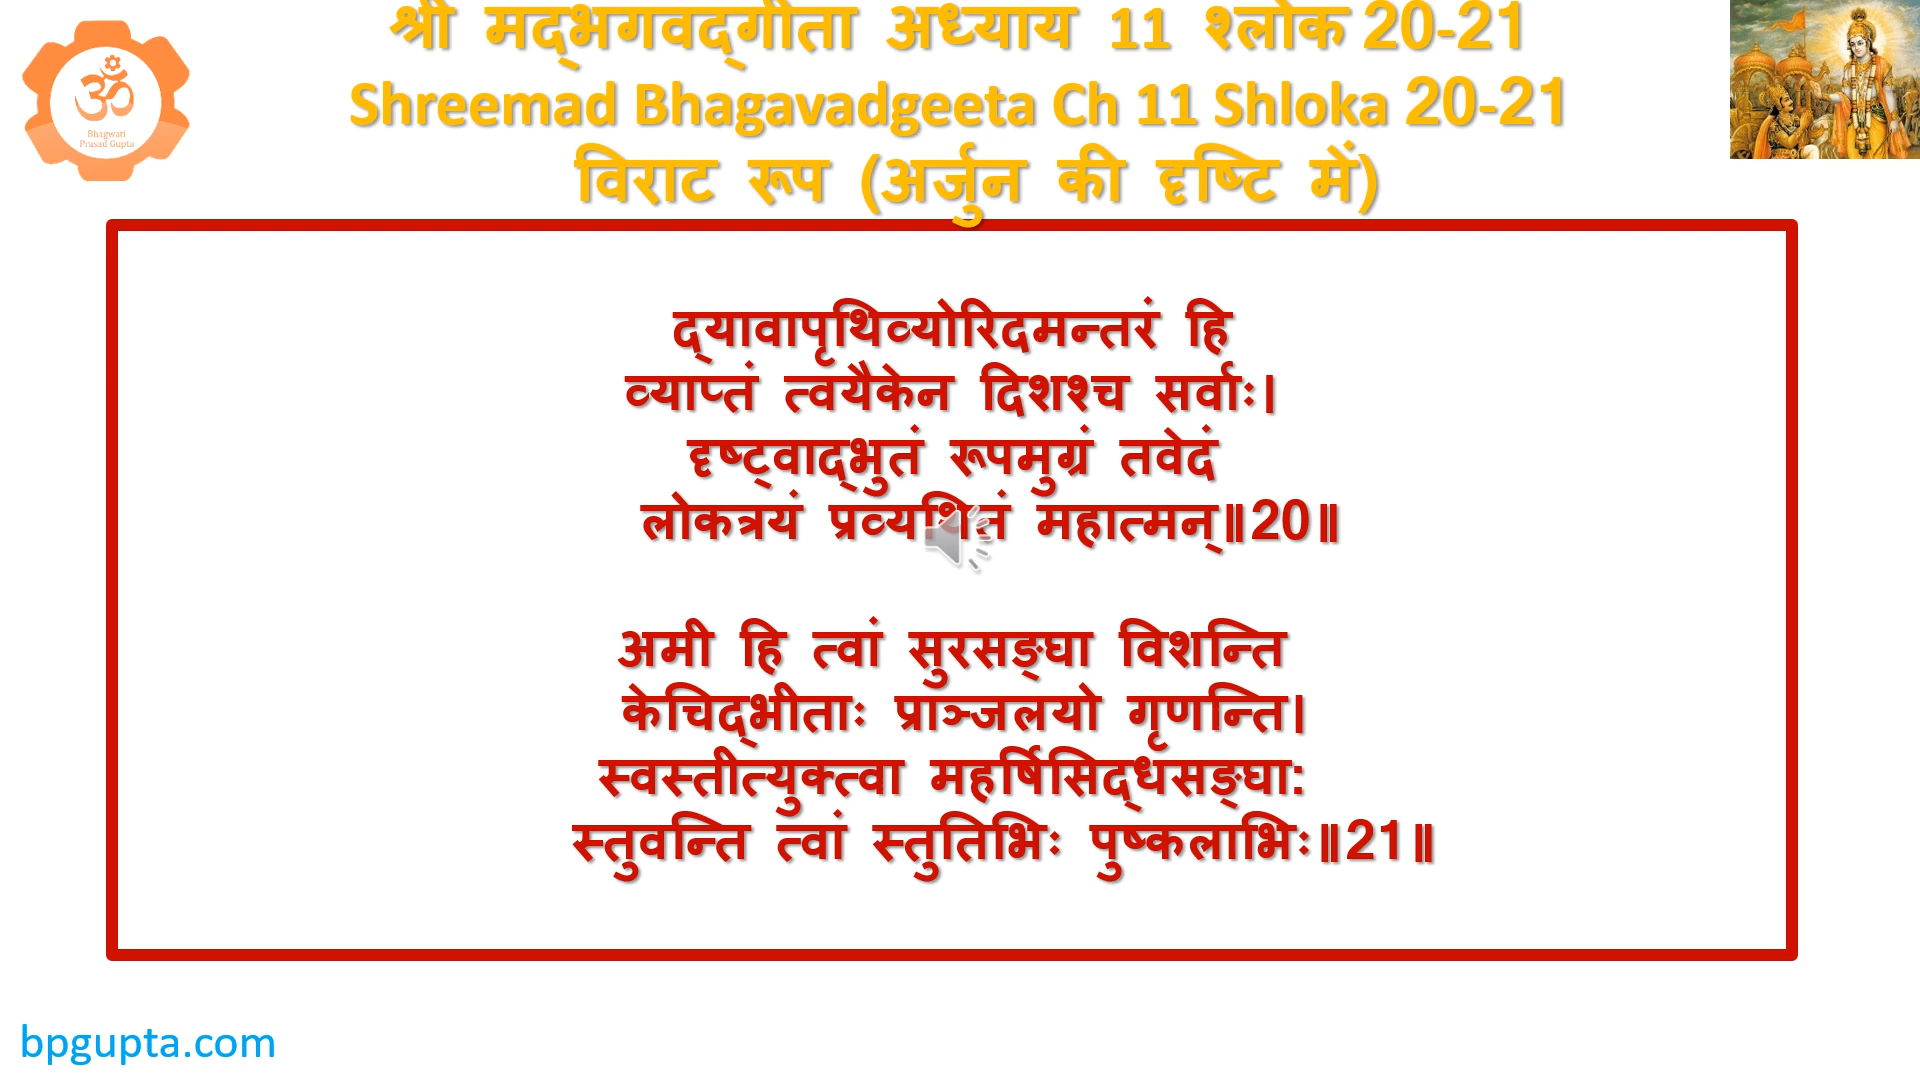 श्री मद्भगवद्गीता अध्याय 11 श्लोक 20-21
Shreemad Bhagavadgeeta Ch 11 Shloka 20-21
विराट रूप (अर्जुन की दृष्टि में)
ॐ
Bhagwati
Prasad Gupta
द्यावापृथिव्योरिदमन्तरं हि
व्याप्तं त्वयैकेन दिशश्च सर्वाः।
दृष्ट्वाद्भुतं रूपमुग्रं तवेदं
लोकत्रयं प्रव्यथितं महात्मन्॥20॥
अमी हि त्वां सुरसङ्घा विशन्ति
केचिद्भीताः प्राञ्जलयो गृणन्ति।
स्वस्तीत्युक्त्वा महर्षिसिद्धसङ्घा:
स्तुवन्ति त्वां स्तुतिभिः पुष्कलाभिः॥21॥
bpgupta.com